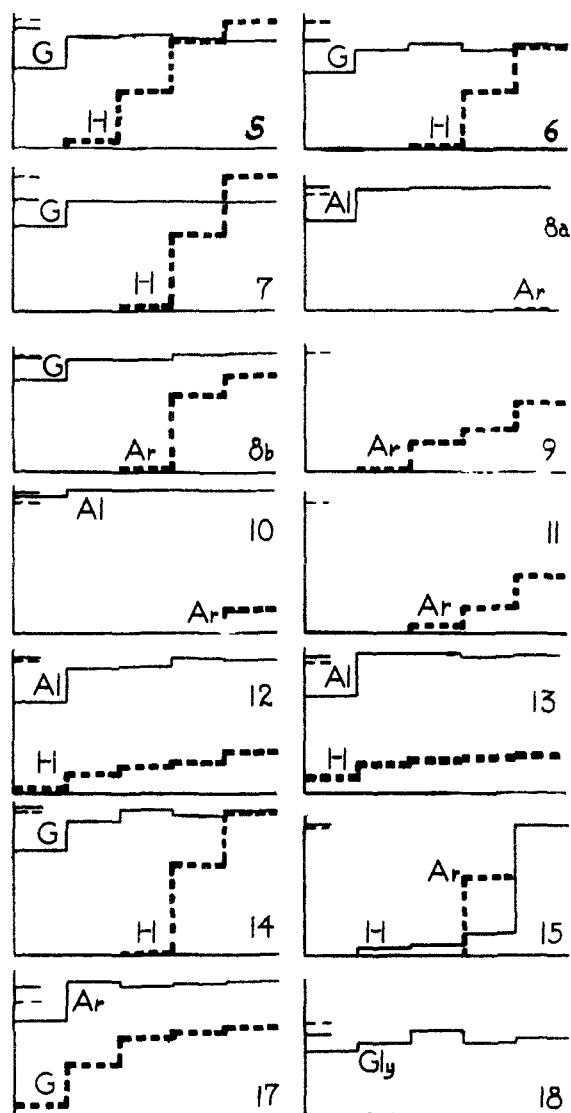 G H 5
G H 6
G H 7
Al 8a Ar
G Ar 8b
Ar 9
Al 10 Ar
Ar 11
Al H 12
Al H 13
G H 14
H Ar 15
Ar G 17
Gly 18